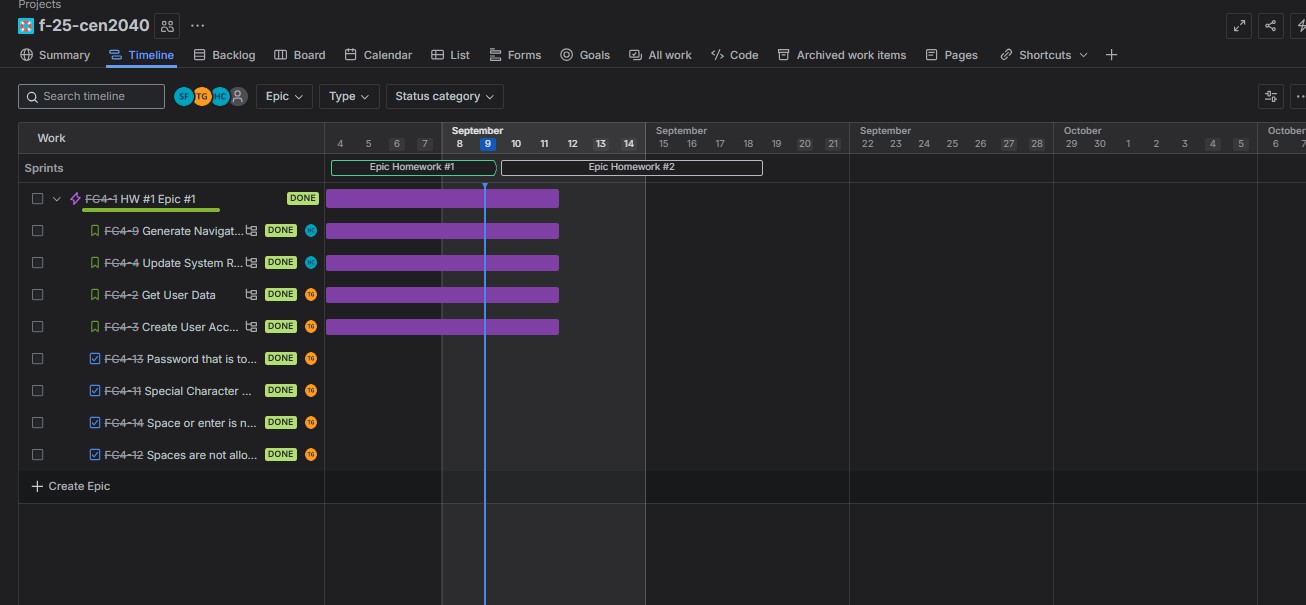 Projects
f-25-cen2040
Summary Timeline Backlog Board Calendar List Forms Goals All work Code Archived work items Pages Shortcuts
Search timeline SF TG HC Epic Type Status category
Work September September September October October
4 5 6 7 8 9 10 11 12 13 14 15 16 17 18 19 20 21 22 23 24 25 26 27 28 29 30 1 2 3 4 5 6 7
Sprints Epic Homework #1 Epic Homework #2
FC4-1 HW #1 Epic #1 DONE
FC4-9 Generate Navigat... DONE HC
FC4-4 Update System R... DONE HC
FC4-2 Get User Data DONE TG
FC4-3 Create User Acc... DONE TG
FC4-13 Password that is to... DONE TG
FC4-11 Special Character ... DONE TG
FC4-14 Space or enter is n... DONE TG
FC4-12 Spaces are not allo... DONE TG
Create Epic